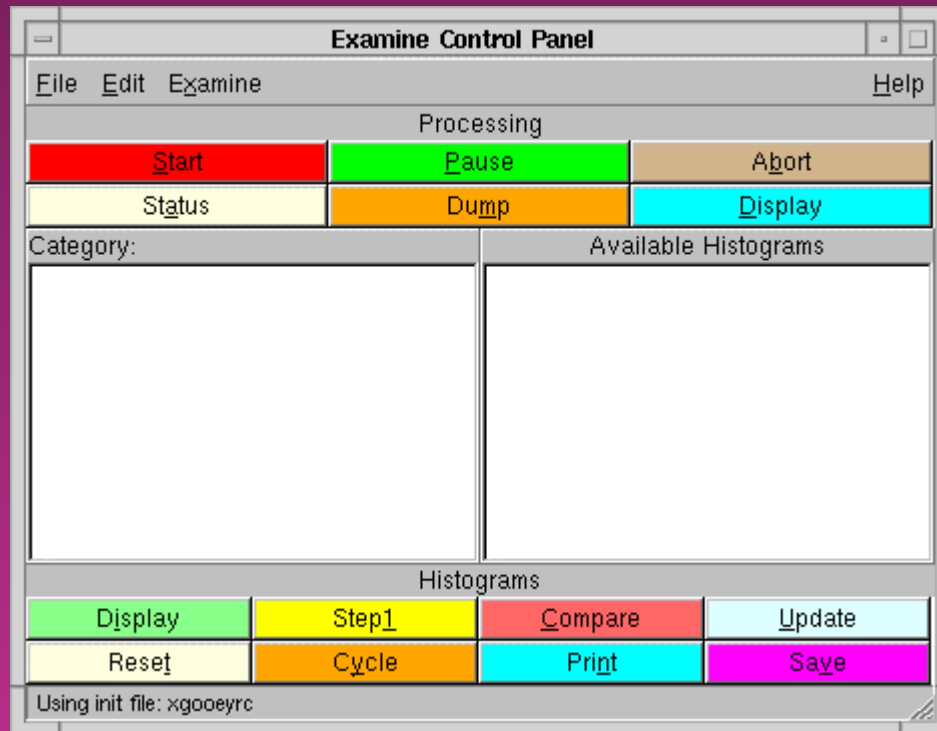 Examine Control Panel
File Edit Examine Help
Processing
Start Pause Abort
Status Dump Display
Category: Available Histograms
Histograms
Display Step1 Compare Update
Reset Cycle Print Save
Using init file: xgooeyrc